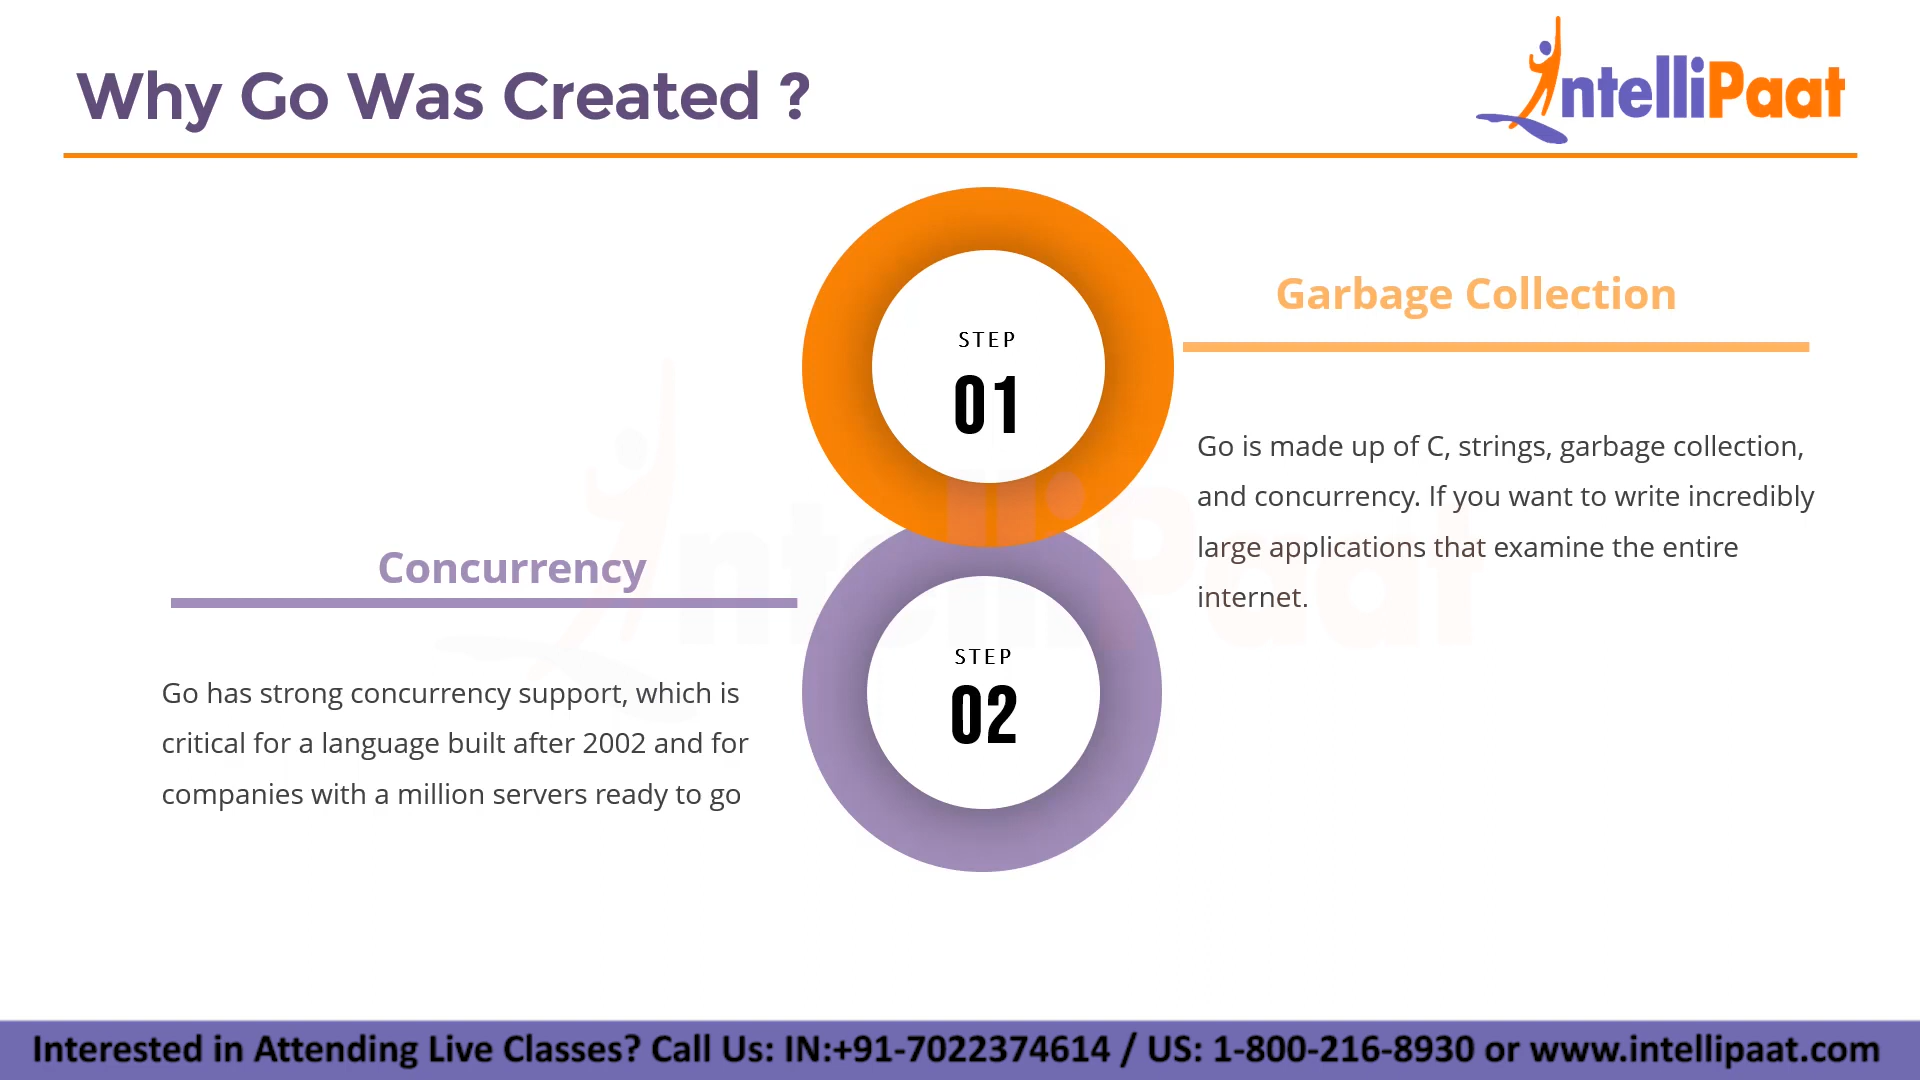 Why Go Was Created ?
IntelliPaat
STEP
01
Garbage Collection
Go is made up of C, strings, garbage collection,
and concurrency. If you want to write incredibly
large applications that examine the entire
internet.
Concurrency
Go has strong concurrency support, which is
critical for a language built after 2002 and for
companies with a million servers ready to go
STEP
02
IntelliPaat
Interested in Attending Live Classes? Call Us: IN:+91-7022374614 / US: 1-800-216-8930 or www.intellipaat.com